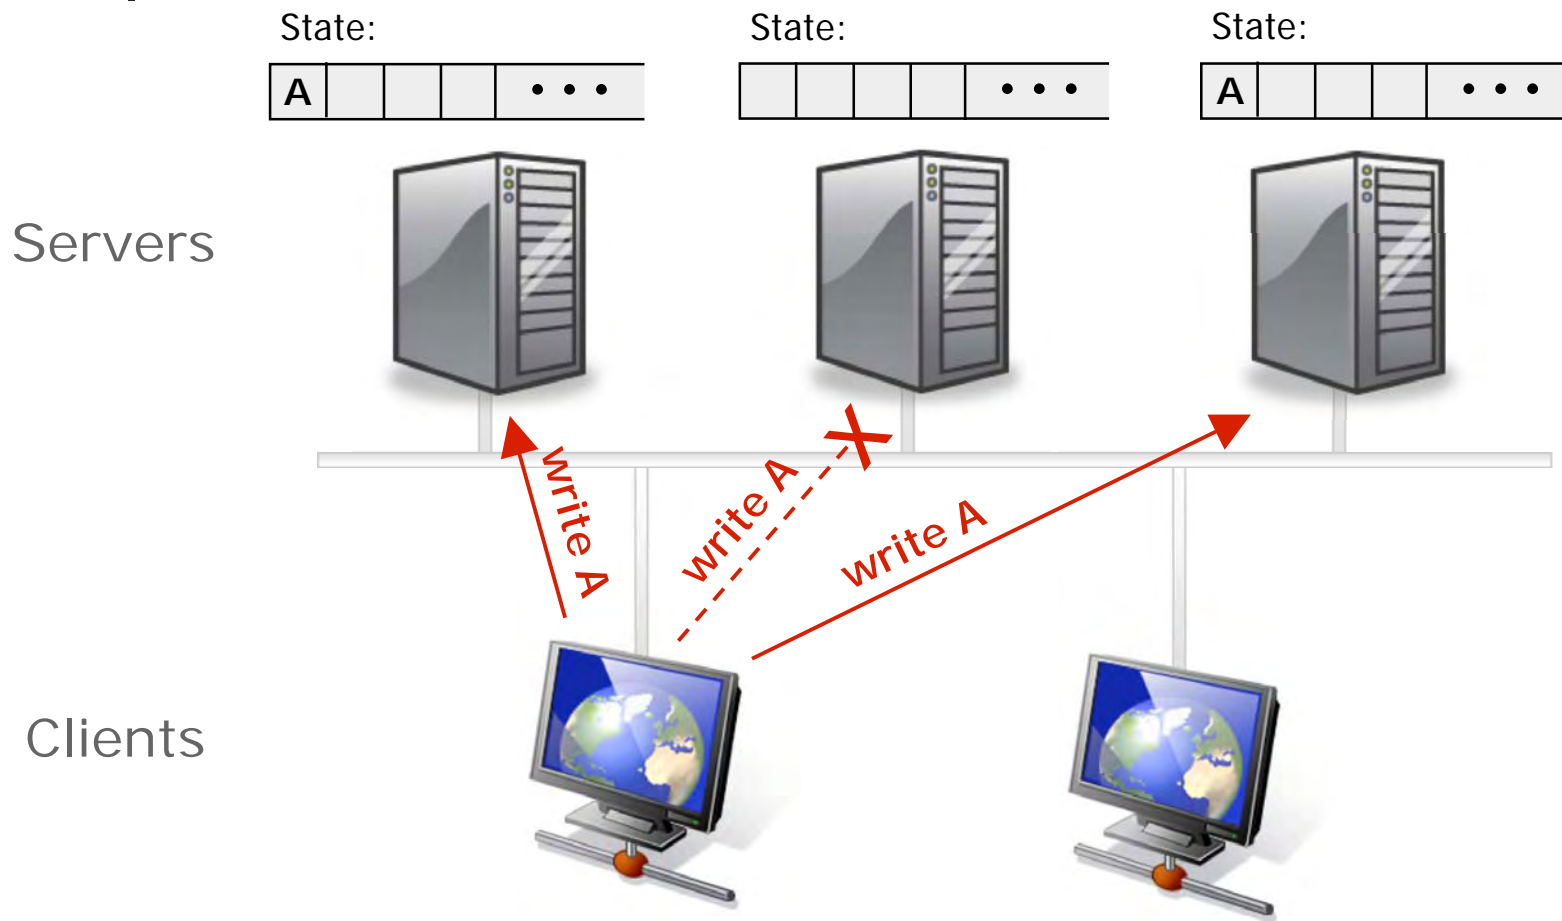 State:
State:
State:
A
• • •
• • •
A
• • •
Servers
write A
write A
write A
X
Clients